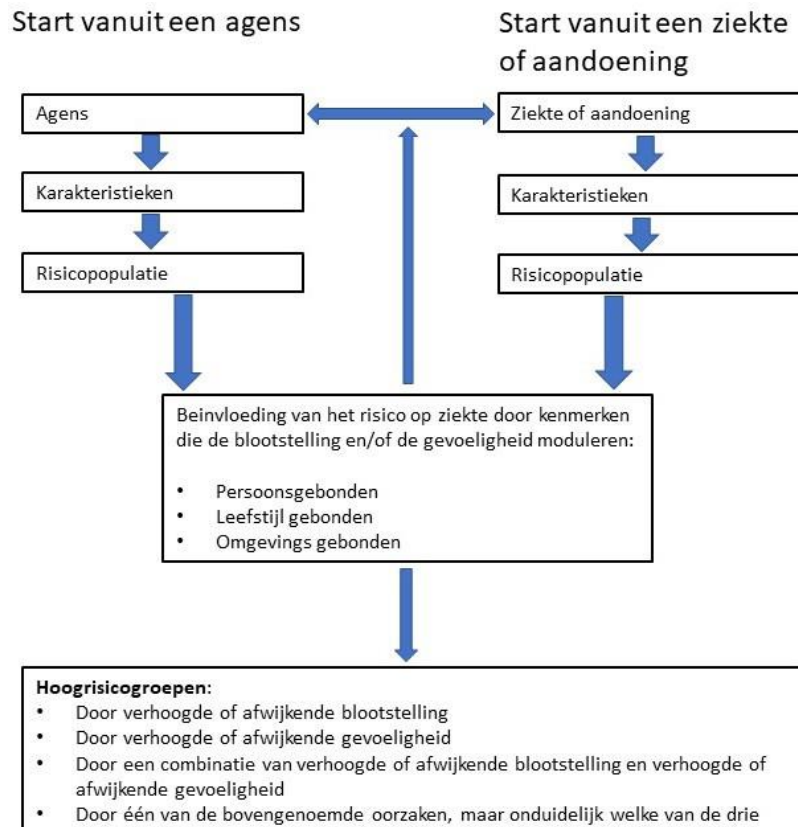 Start vanuit een agens
Start vanuit een ziekte
of aandoening
Agens
Ziekte of aandoening
Karakteristieken
Karakteristieken
Risicopopulatie
Risicopopulatie
Beinvloeding van het risico op ziekte door kenmerken
die de blootstelling en/of de gevoeligheid moduleren:
• Persoonsgebonden
• Leefstijl gebonden
• Omgevings gebonden
Hoogrisicogroepen:
• Door verhoogde of afwijkende blootstelling
• Door verhoogde of afwijkende gevoeligheid
• Door een combinatie van verhoogde of afwijkende blootstelling en verhoogde of
afwijkende gevoeligheid
• Door één van de bovengenoemde oorzaken, maar onduidelijk welke van de drie